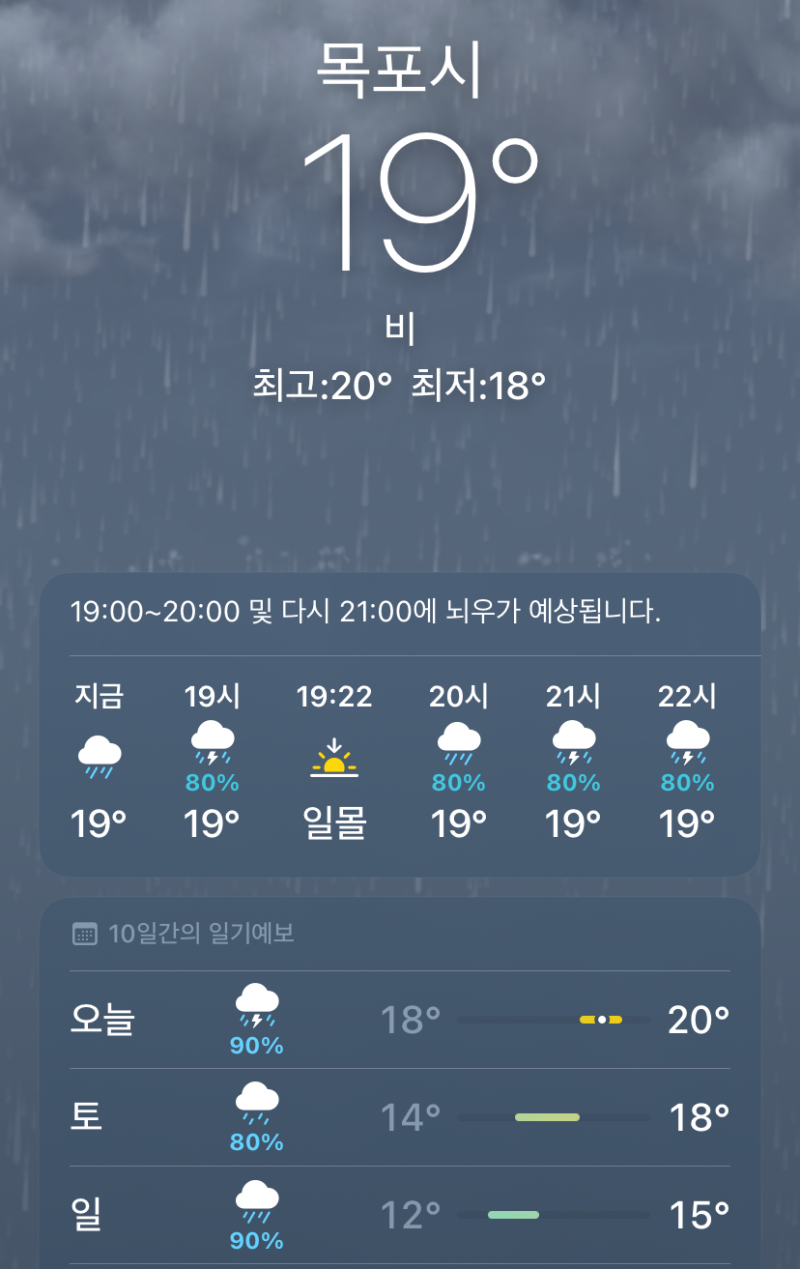 목포시
19°
비
최고:20° 최저:18°
19:00~20:00 및 다시 21:00에 뇌우가 예상됩니다.
지금 19시 19:22 20시 21시 22시
80% 80% 80% 80%
19° 19° 일몰 19° 19° 19°
10일간의 일기예보
오늘 90% 18° 20°
토 80% 14° 18°
일 90% 12° 15°